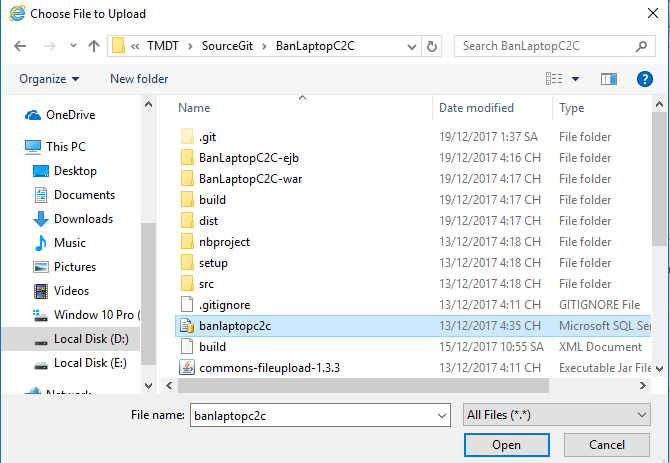 Choose File to Upload
« TMDT > SourceGit > BanLaptopC2C
Search BanLaptopC2C
Organize
New folder
Name
Date modified
Type
OneDrive
This PC
Desktop
Documents
Downloads
Music
Pictures
Videos
Windows 10 Pro (
Local Disk (D:)
Local Disk (E:)
Network
.git 19/12/2017 1:37 SA File folder
BanLaptopC2C-ejb 19/12/2017 4:16 CH File folder
BanLaptopC2C-war 19/12/2017 4:17 CH File folder
build 19/12/2017 4:17 CH File folder
dist 19/12/2017 4:17 CH File folder
nbproject 13/12/2017 4:18 CH File folder
setup 13/12/2017 4:18 CH File folder
src 13/12/2017 4:18 CH File folder
.gitignore 13/12/2017 4:11 CH GITIGNORE File
banlaptopc2c 13/12/2017 4:35 CH Microsoft SQL Ser
build 15/12/2017 10:55 SA XML Document
commons-fileupload-1.3.3 13/12/2017 4:11 CH Executable Jar File
File name: banlaptopc2c
All Files (*.*)
Open
Cancel